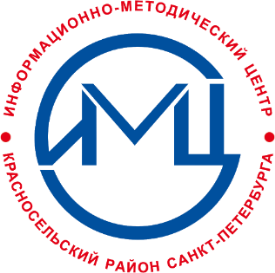 ИНФОРМАЦИОННО-МЕТОДИЧЕСКИЙ ЦЕНТР
ИМЦ
КРАСНОСЕЛЬСКИЙ РАЙОН САНКТ-ПЕТЕРБУРГА